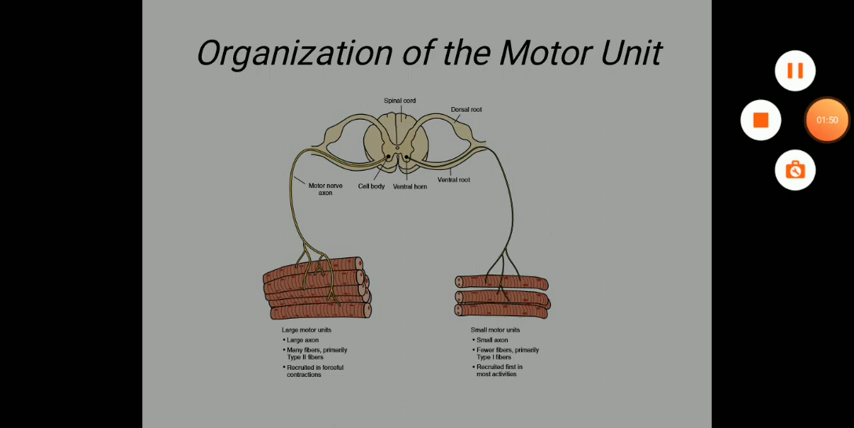 Organization of the Motor Unit
Spinal cord
Dorsal root
Motor nerve
axon
Cell body
Ventral horn
Ventral root
Large motor units
• Large axon
• Many fibers, primarily
Type II fibers
• Recruited in forceful
contractions
Small motor units
• Small axon
• Fewer fibers, primarily
Type I fibers
• Recruited first in
most activities
01:50